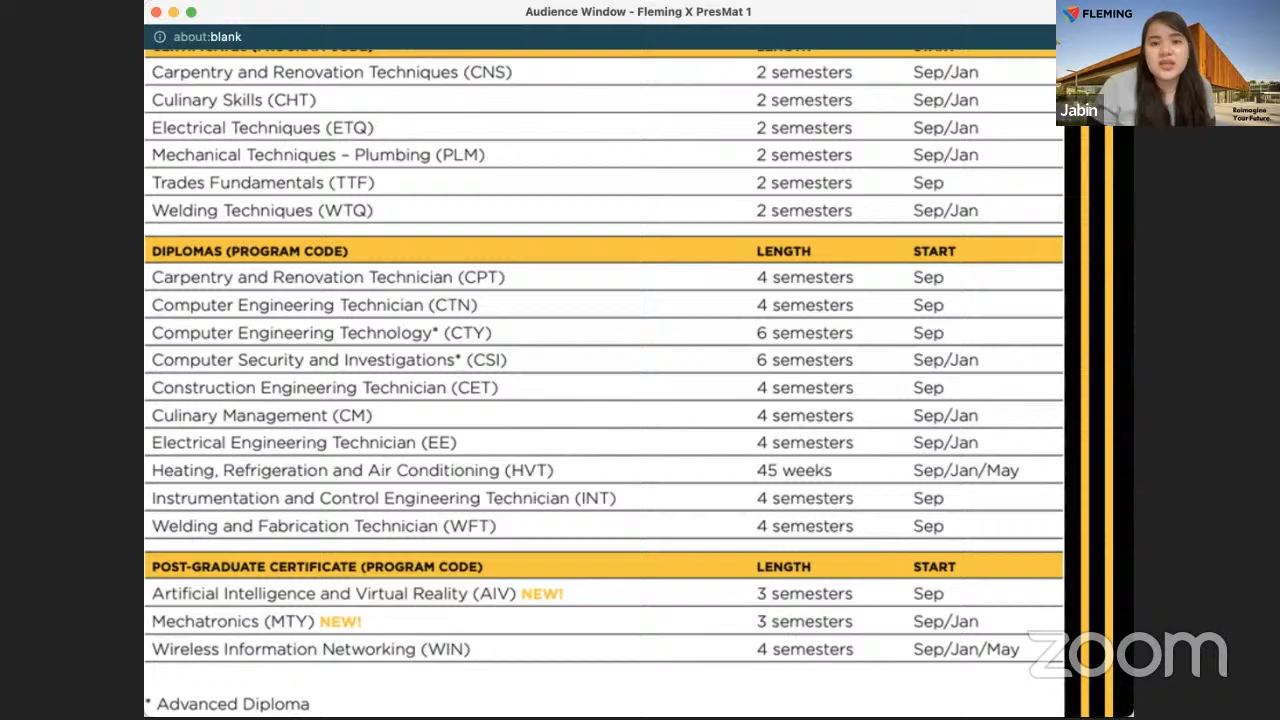 Audience Window - Fleming X PresMat 1
about:blank
CERTIFICATES (PROGRAM CODE) LENGTH START
Carpentry and Renovation Techniques (CNS) 2 semesters Sep/Jan
Culinary Skills (CHT) 2 semesters Sep/Jan
Electrical Techniques (ETQ) 2 semesters Sep/Jan
Mechanical Techniques – Plumbing (PLM) 2 semesters Sep/Jan
Trades Fundamentals (TTF) 2 semesters Sep
Welding Techniques (WTQ) 2 semesters Sep/Jan
DIPLOMAS (PROGRAM CODE) LENGTH START
Carpentry and Renovation Technician (CPT) 4 semesters Sep
Computer Engineering Technician (CTN) 4 semesters Sep
Computer Engineering Technology* (CTY) 6 semesters Sep
Computer Security and Investigations* (CSI) 6 semesters Sep/Jan
Construction Engineering Technician (CET) 4 semesters Sep
Culinary Management (CM) 4 semesters Sep/Jan
Electrical Engineering Technician (EE) 4 semesters Sep/Jan
Heating, Refrigeration and Air Conditioning (HVT) 45 weeks Sep/Jan/May
Instrumentation and Control Engineering Technician (INT) 4 semesters Sep
Welding and Fabrication Technician (WFT) 4 semesters Sep
POST-GRADUATE CERTIFICATE (PROGRAM CODE) LENGTH START
Artificial Intelligence and Virtual Reality (AIV) NEW! 3 semesters Sep
Mechatronics (MTY) NEW! 3 semesters Sep/Jan
Wireless Information Networking (WIN) 4 semesters Sep/Jan/May
* Advanced Diploma
FLEMING
Jabin
Reimagine
Your Future.
zoom